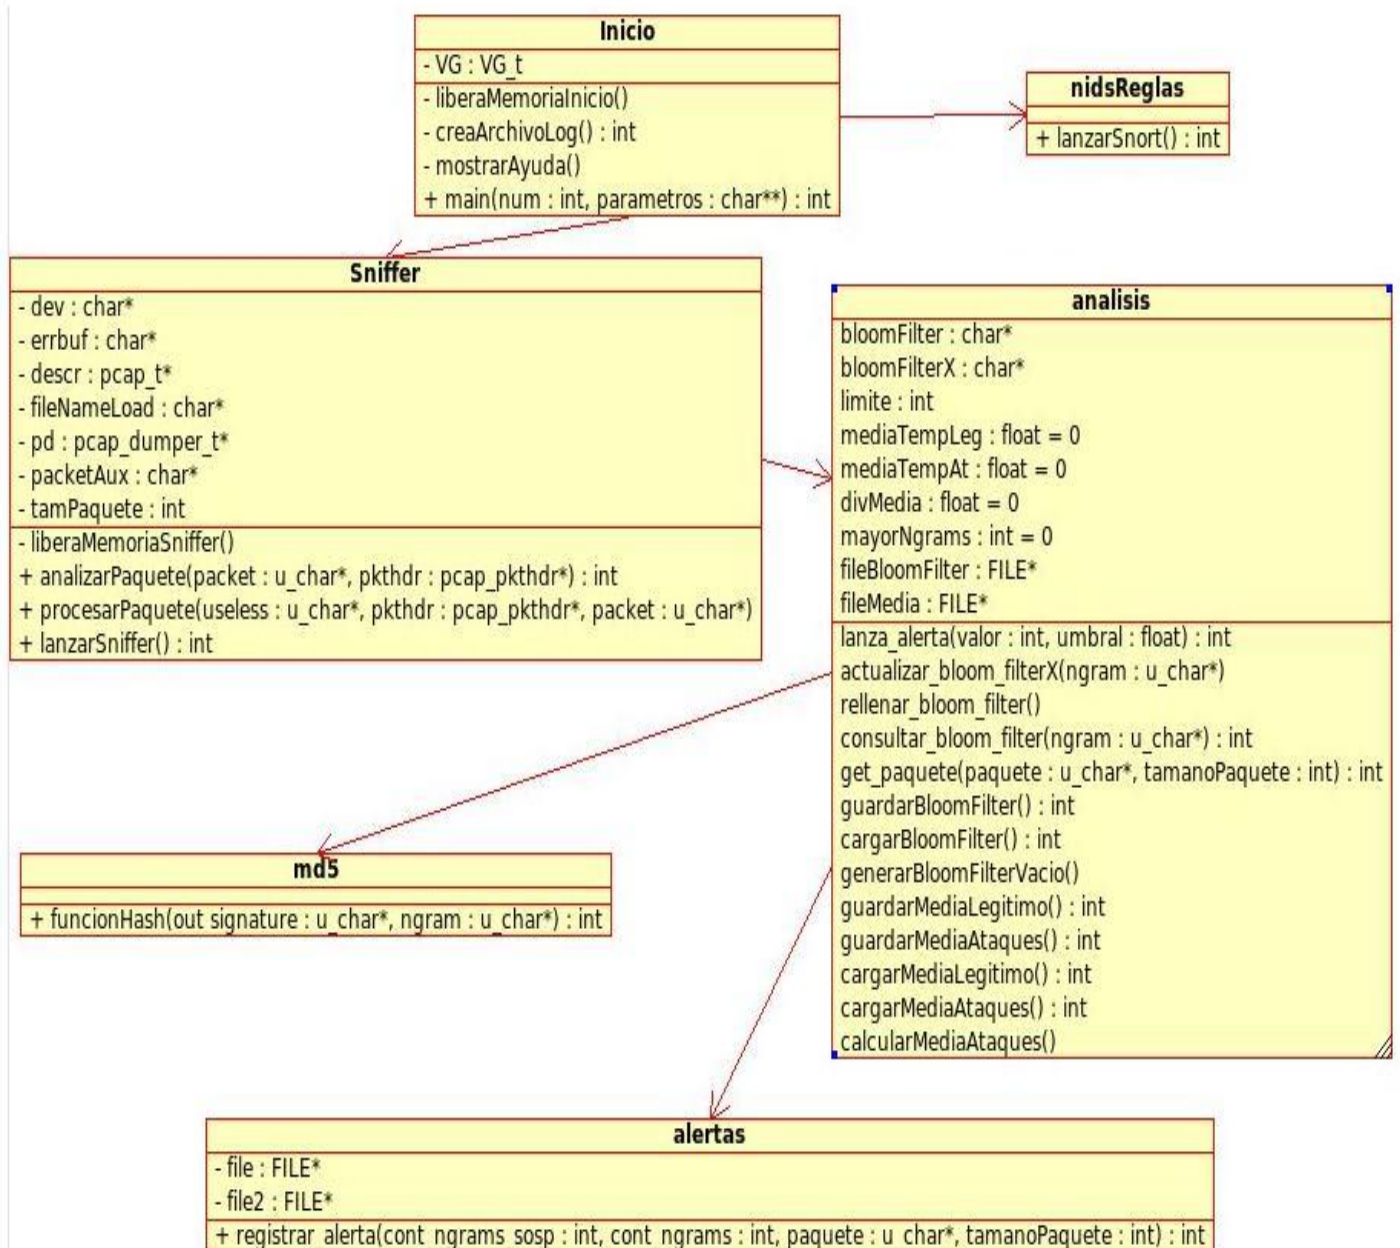 Inicio
- VG : VG_t
- liberaMemoriaInicio()
- creaArchivoLog() : int
- mostrarAyuda()
+ main(num : int, parametros : char**) : int
nidsReglas
+ lanzarSnort() : int
Sniffer
- dev : char*
- errbuf : char*
- descr : pcap_t*
- fileNameLoad : char*
- pd : pcap_dumper_t*
- packetAux : char*
- tamPaquete : int
- liberaMemoriaSniffer()
+ analizarPaquete(packet : u_char*, pkthdr : pcap_pkthdr*) : int
+ procesarPaquete(useless : u_char*, pkthdr : pcap_pkthdr*, packet : u_char*)
+ lanzarSniffer() : int
analisis
bloomFilter : char*
bloomFilterX : char*
limite : int
mediaTempLeg : float = 0
mediaTempAt : float = 0
divMedia : float = 0
mayorNgrams : int = 0
fileBloomFilter : FILE*
fileMedia : FILE*
lanza_alerta(valor : int, umbral : float) : int
actualizar_bloom_filterX(ngram : u_char*)
rellenar_bloom_filter()
consultar_bloom_filter(ngram : u_char*) : int
get_paquete(paquete : u_char*, tamanoPaquete : int) : int
guardarBloomFilter() : int
cargarBloomFilter() : int
generarBloomFilterVacio()
guardarMediaLegitimo() : int
guardarMediaAtaques() : int
cargarMediaLegitimo() : int
cargarMediaAtaques() : int
calcularMediaAtaques()
md5
+ funcionHash(out signature : u_char*, ngram : u_char*) : int
alertas
- file : FILE*
- file2 : FILE*
+ registrar_alerta(cont_ngrams_sosp : int, cont_ngrams : int, paquete : u_char*, tamanoPaquete : int) : int